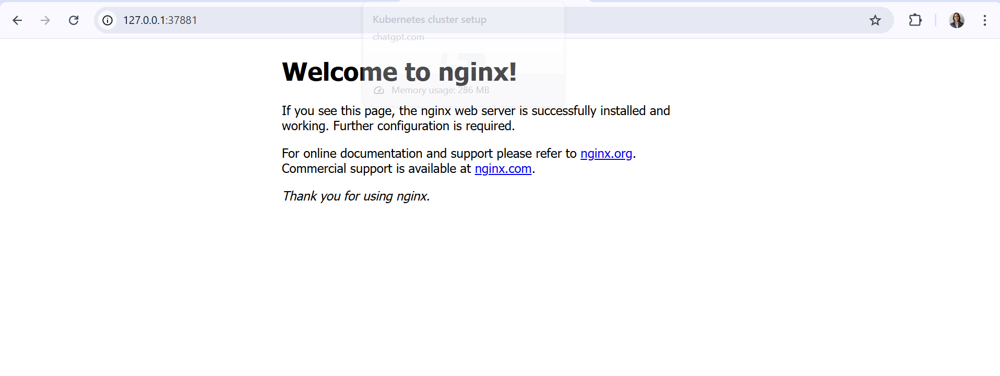 127.0.0.1:37881
Kubernetes cluster setup
chatgpt.com
Welcome to nginx!
Memory usage: 286 MB
If you see this page, the nginx web server is successfully installed and
working. Further configuration is required.
For online documentation and support please refer to nginx.org.
Commercial support is available at nginx.com.
Thank you for using nginx.